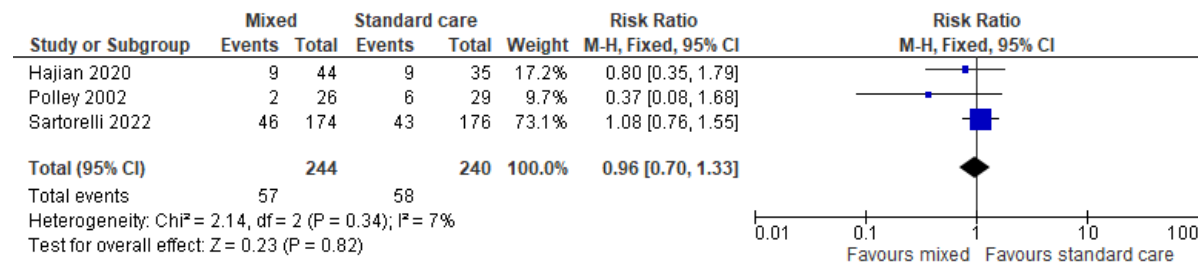 Mixed Standard care Risk Ratio Risk Ratio
Study or Subgroup Events Total Events Total Weight M-H, Fixed, 95% CI M-H, Fixed, 95% CI
Hajian 2020 9 44 9 35 17.2% 0.80 [0.35, 1.79]
Polley 2002 2 26 6 29 9.7% 0.37 [0.08, 1.68]
Sartorelli 2022 46 174 43 176 73.1% 1.08 [0.76, 1.55]
Total (95% CI) 244 240 100.0% 0.96 [0.70, 1.33]
Total events 57 58
Heterogeneity: Chi² = 2.14, df = 2 (P = 0.34); I² = 7%
Test for overall effect: Z = 0.23 (P = 0.82)
0.01 0.1 1 10 100
Favours mixed Favours standard care